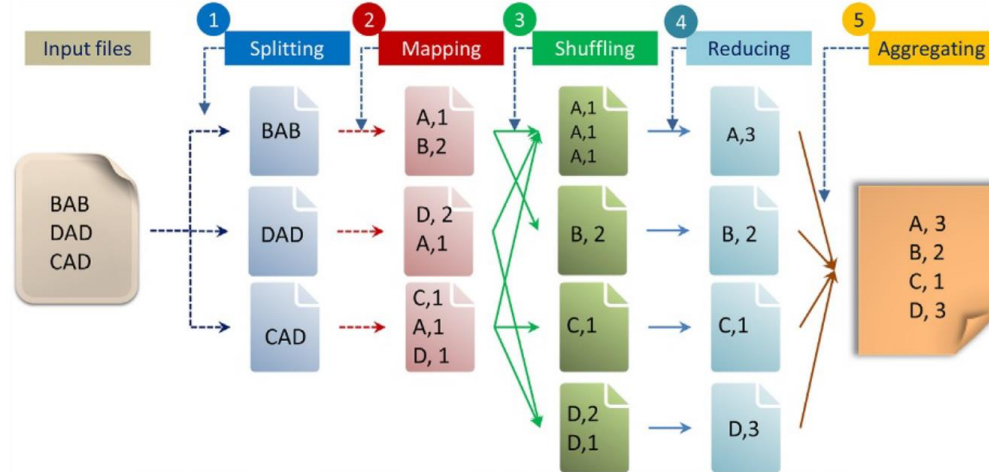 1
2
3
4
5
Input files
Splitting
Mapping
Shuffling
Reducing
Aggregating
BAB
DAD
CAD
BAB
DAD
CAD
A,1
B,2
D, 2
A,1
C,1
A,1
D, 1
A,1
A,1
A,1
B, 2
C,1
D,2
D,1
A,3
B, 2
C,1
D,3
A, 3
B, 2
C, 1
D, 3